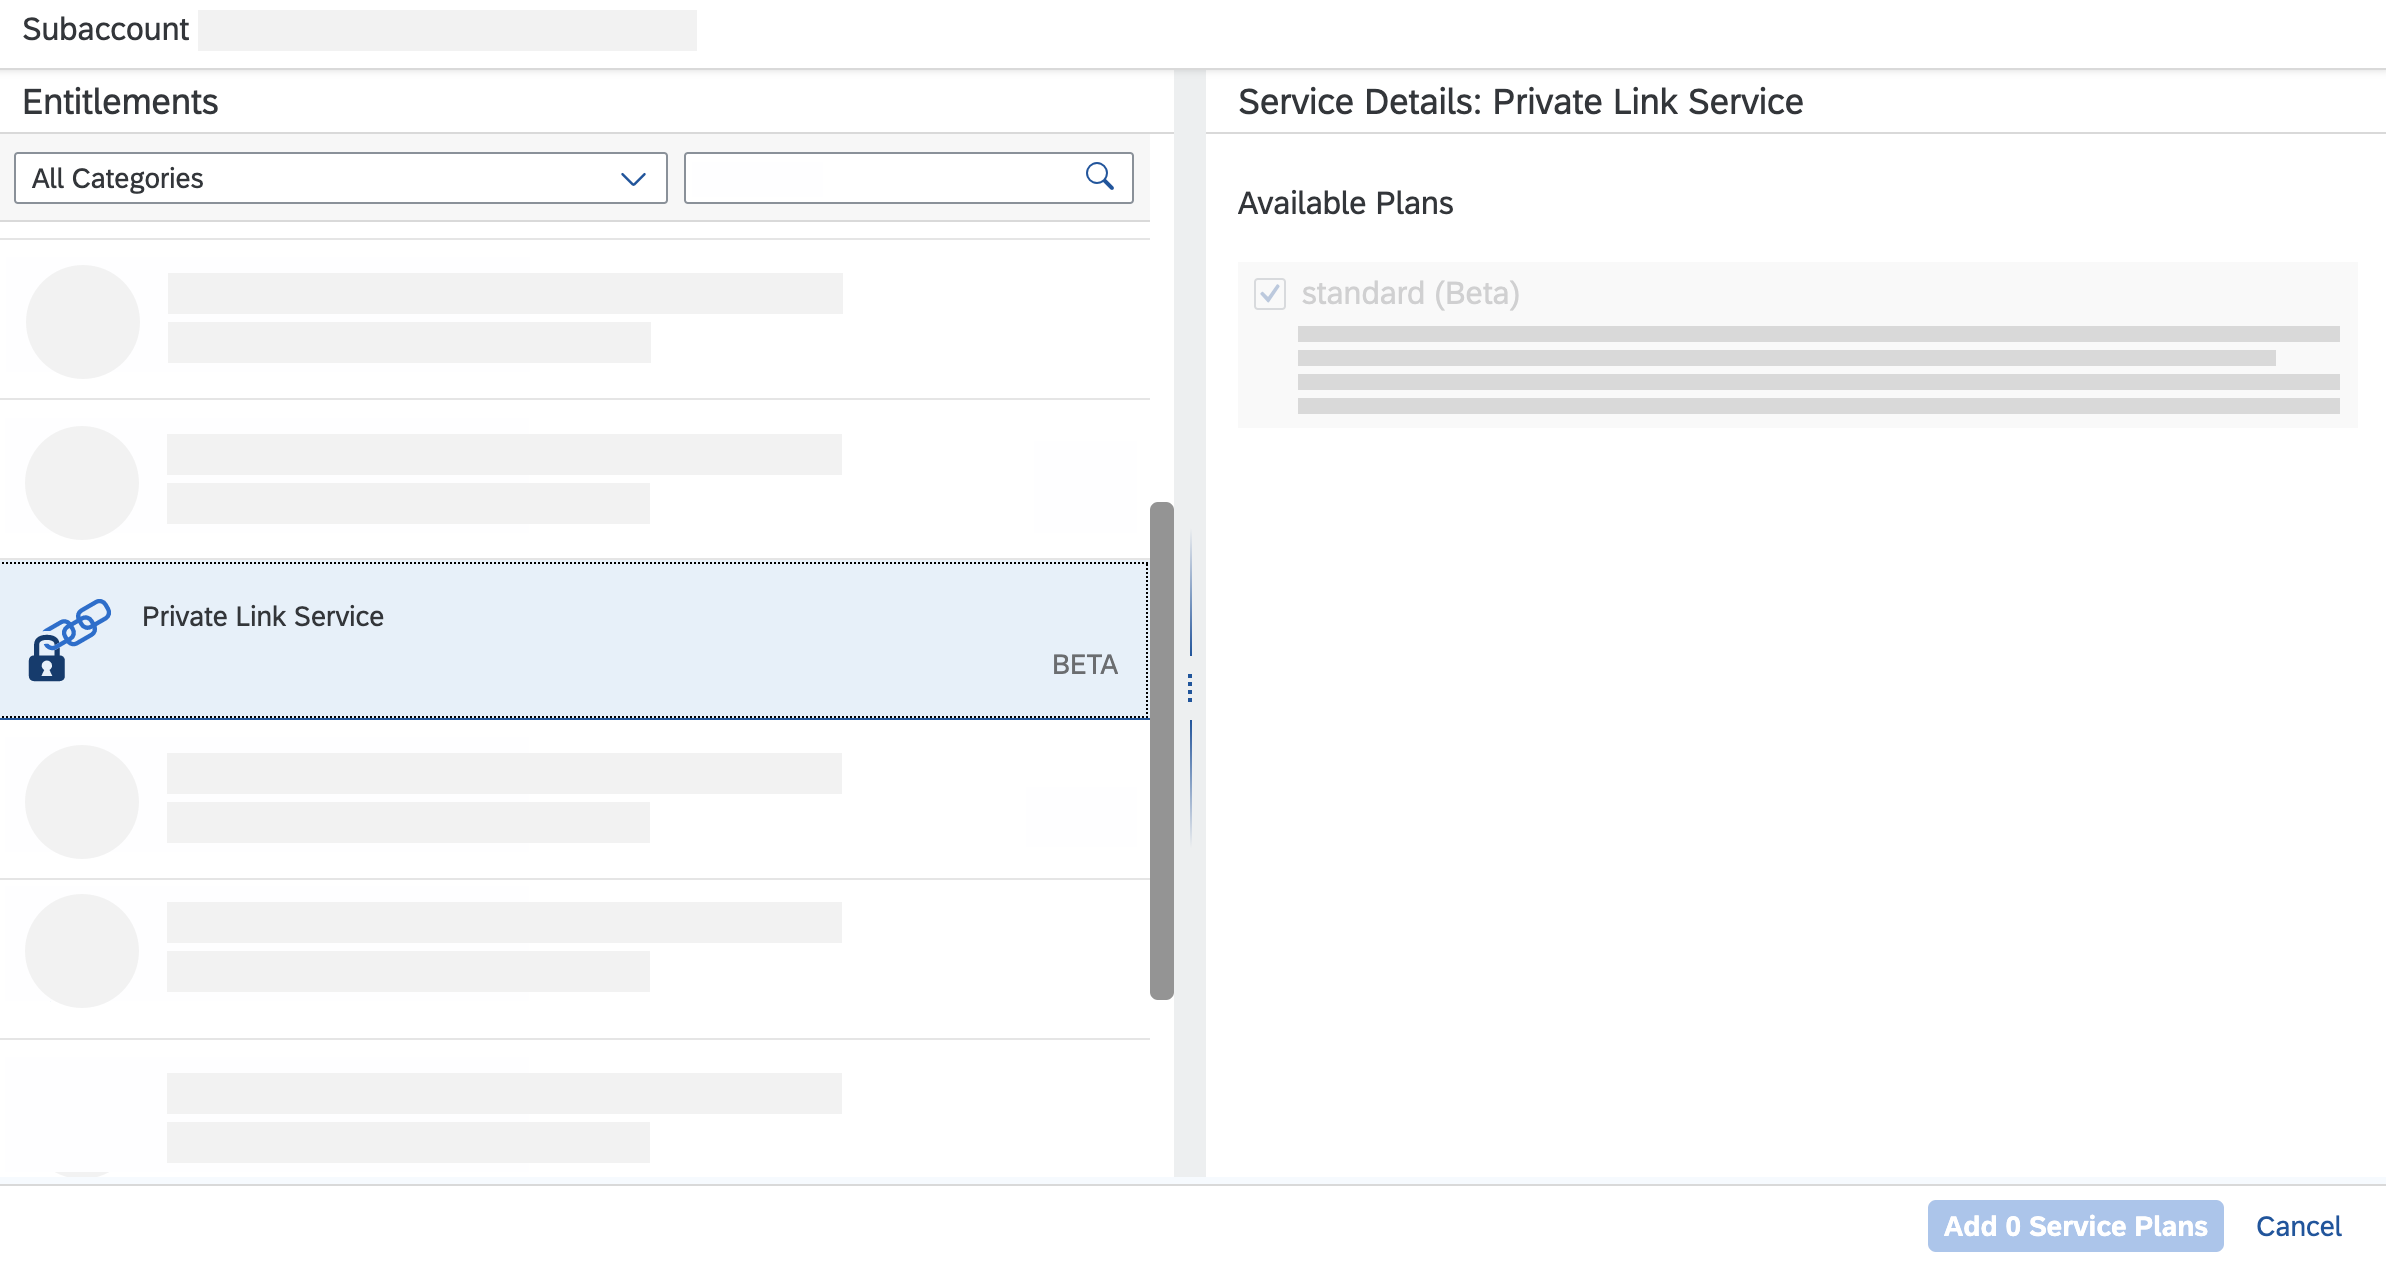 Subaccount
Entitlements
All Categories
Private Link Service
BETA
Service Details: Private Link Service
Available Plans
standard (Beta)
Add 0 Service Plans
Cancel